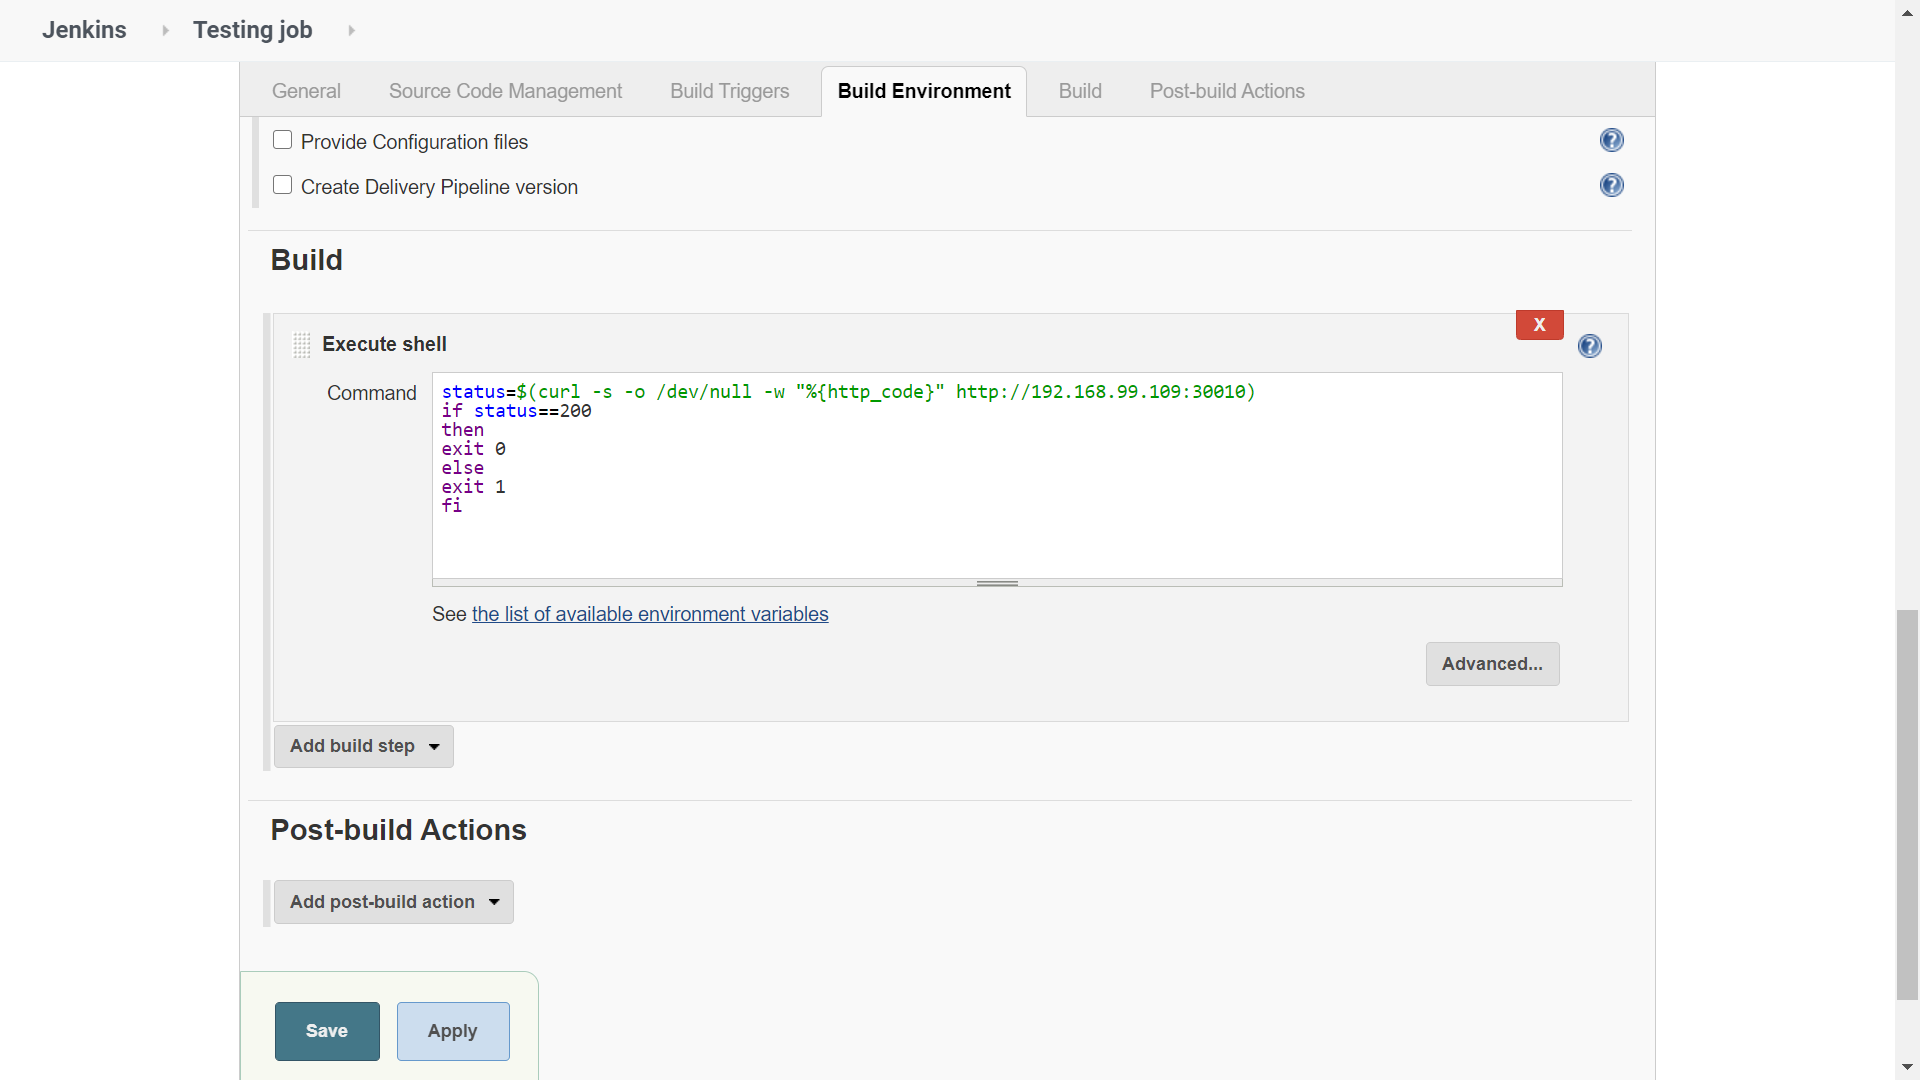 Jenkins Testing job
General Source Code Management Build Triggers Build Environment Build Post-build Actions
Provide Configuration files
Create Delivery Pipeline version
Build
X
Execute shell
Command
status=$(curl -s -o /dev/null -w "%{http_code}" http://192.168.99.109:30010)
if status==200
then
exit 0
else
exit 1
fi
See the list of available environment variables
Advanced...
Add build step
Post-build Actions
Add post-build action
Save Apply